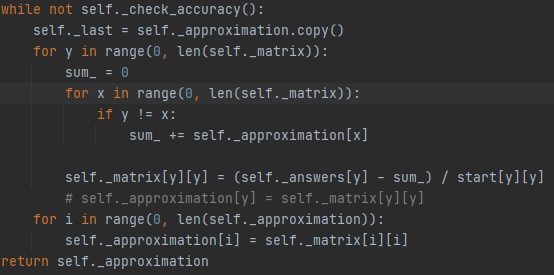 while not self._check_accuracy():
    self._last = self._approximation.copy()
    for y in range(0, len(self._matrix)):
        sum_ = 0
        for x in range(0, len(self._matrix)):
            if y != x:
                sum_ += self._approximation[x]

        self._matrix[y][y] = (self._answers[y] - sum_) / start[y][y]
        # self._approximation[y] = self._matrix[y][y]
    for i in range(0, len(self._approximation)):
        self._approximation[i] = self._matrix[i][i]
return self._approximation